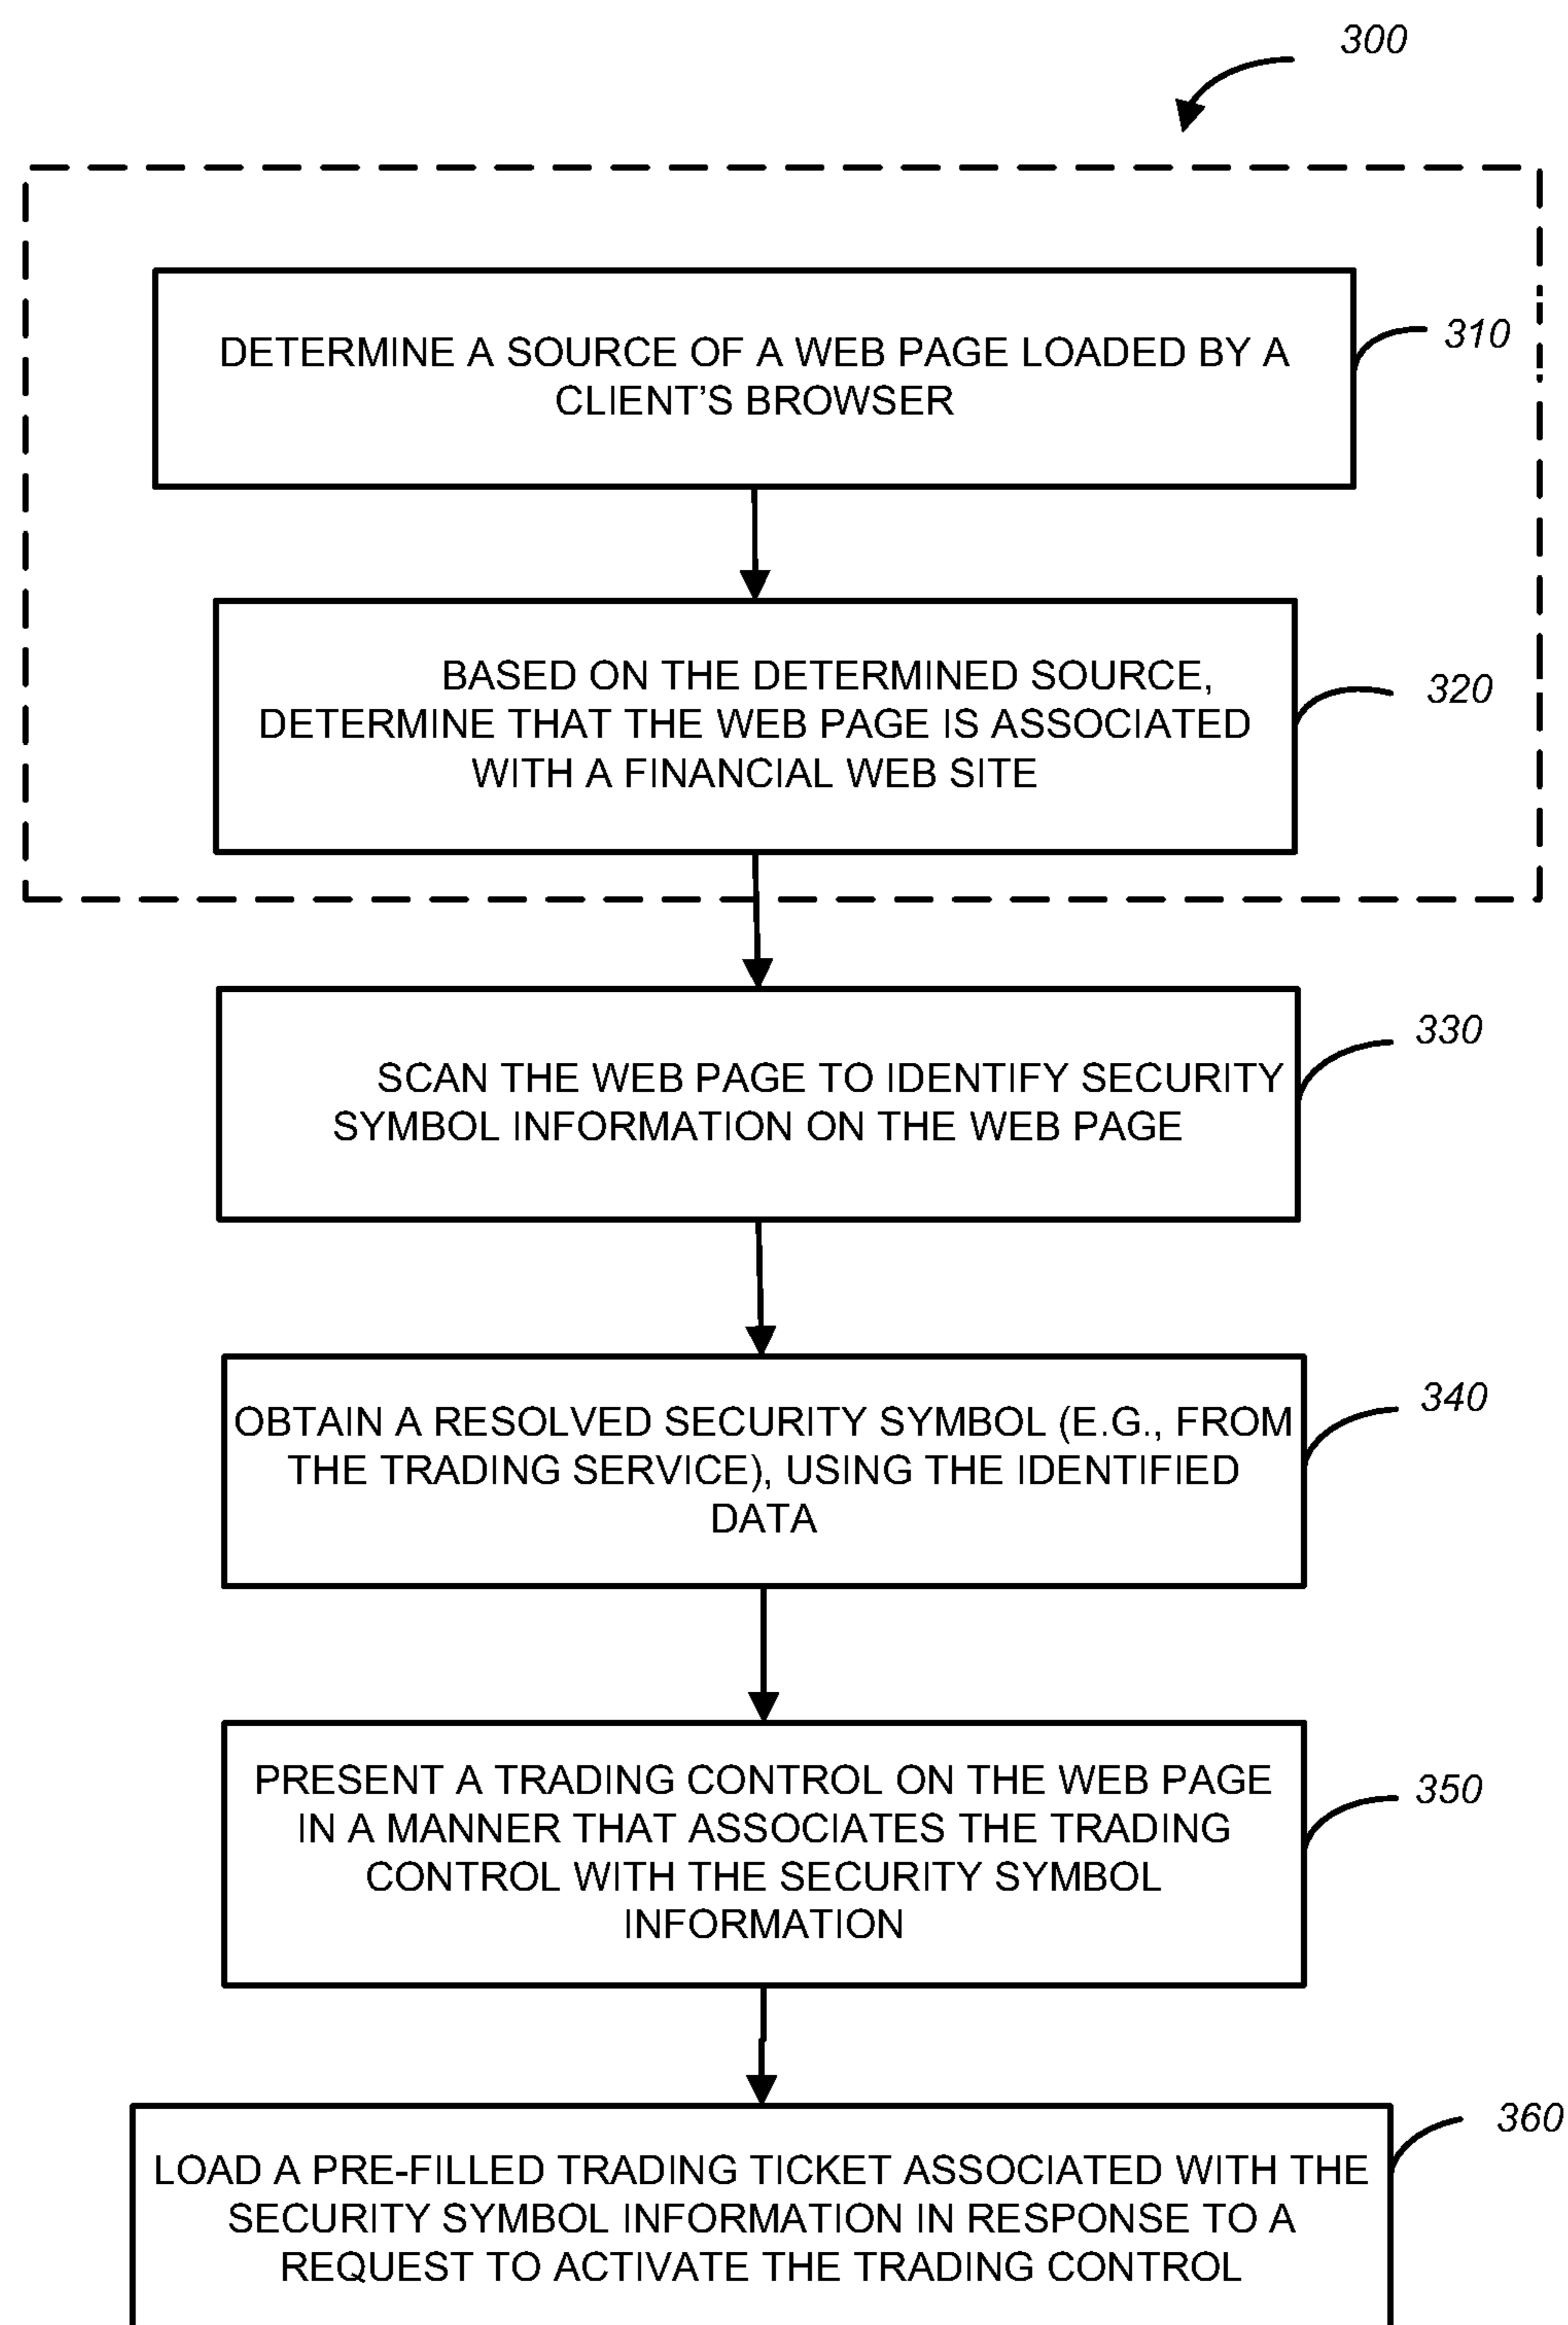 300
DETERMINE A SOURCE OF A WEB PAGE LOADED BY A
CLIENT’S BROWSER
310
BASED ON THE DETERMINED SOURCE,
DETERMINE THAT THE WEB PAGE IS ASSOCIATED
WITH A FINANCIAL WEB SITE
320
SCAN THE WEB PAGE TO IDENTIFY SECURITY
SYMBOL INFORMATION ON THE WEB PAGE
330
OBTAIN A RESOLVED SECURITY SYMBOL (E.G., FROM
THE TRADING SERVICE), USING THE IDENTIFIED
DATA
340
PRESENT A TRADING CONTROL ON THE WEB PAGE
IN A MANNER THAT ASSOCIATES THE TRADING
CONTROL WITH THE SECURITY SYMBOL
INFORMATION
350
LOAD A PRE-FILLED TRADING TICKET ASSOCIATED WITH THE
SECURITY SYMBOL INFORMATION IN RESPONSE TO A
REQUEST TO ACTIVATE THE TRADING CONTROL
360